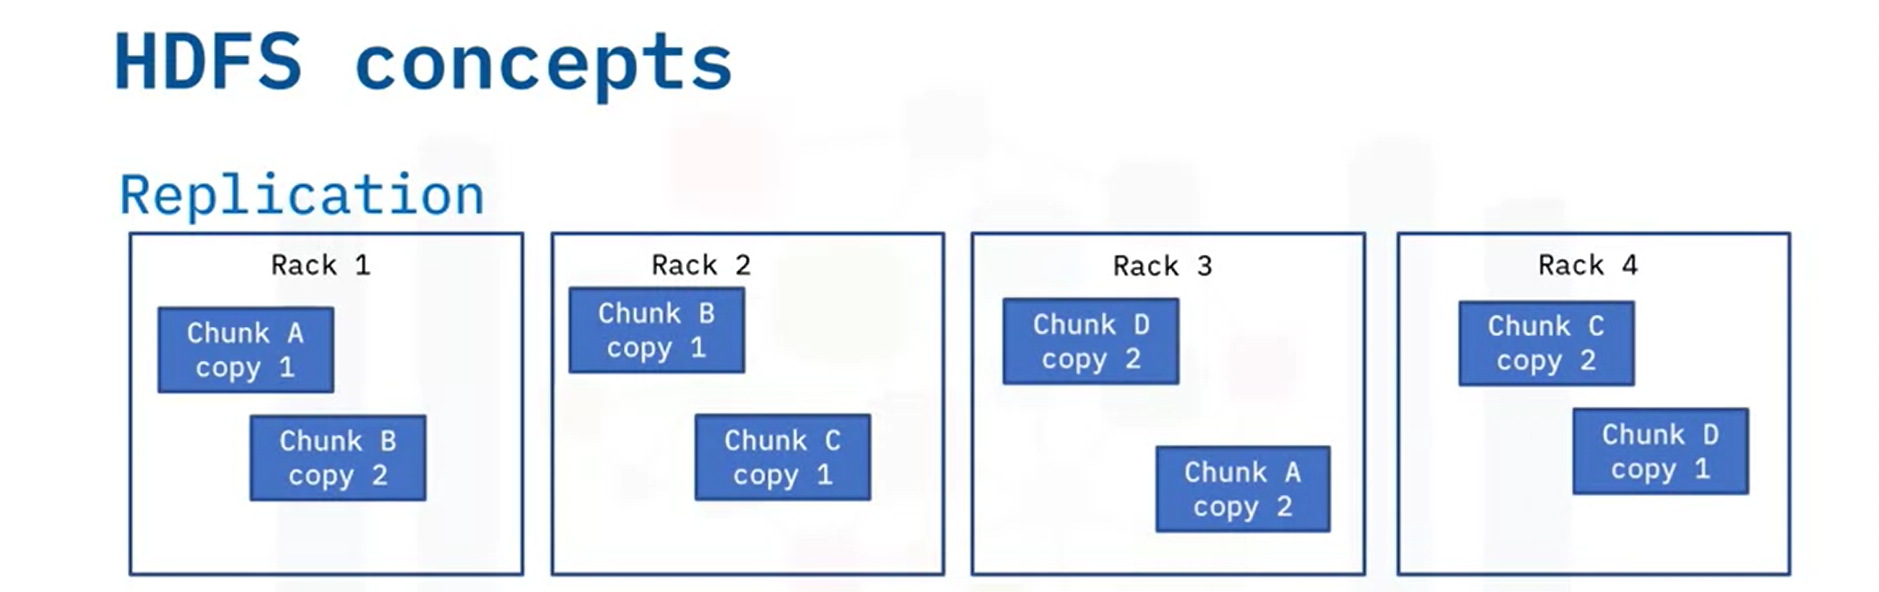 HDFS concepts
Replication
Rack 1
Chunk A
copy 1
Chunk B
copy 2
Rack 2
Chunk B
copy 1
Chunk C
copy 1
Rack 3
Chunk D
copy 2
Chunk A
copy 2
Rack 4
Chunk C
copy 2
Chunk D
copy 1